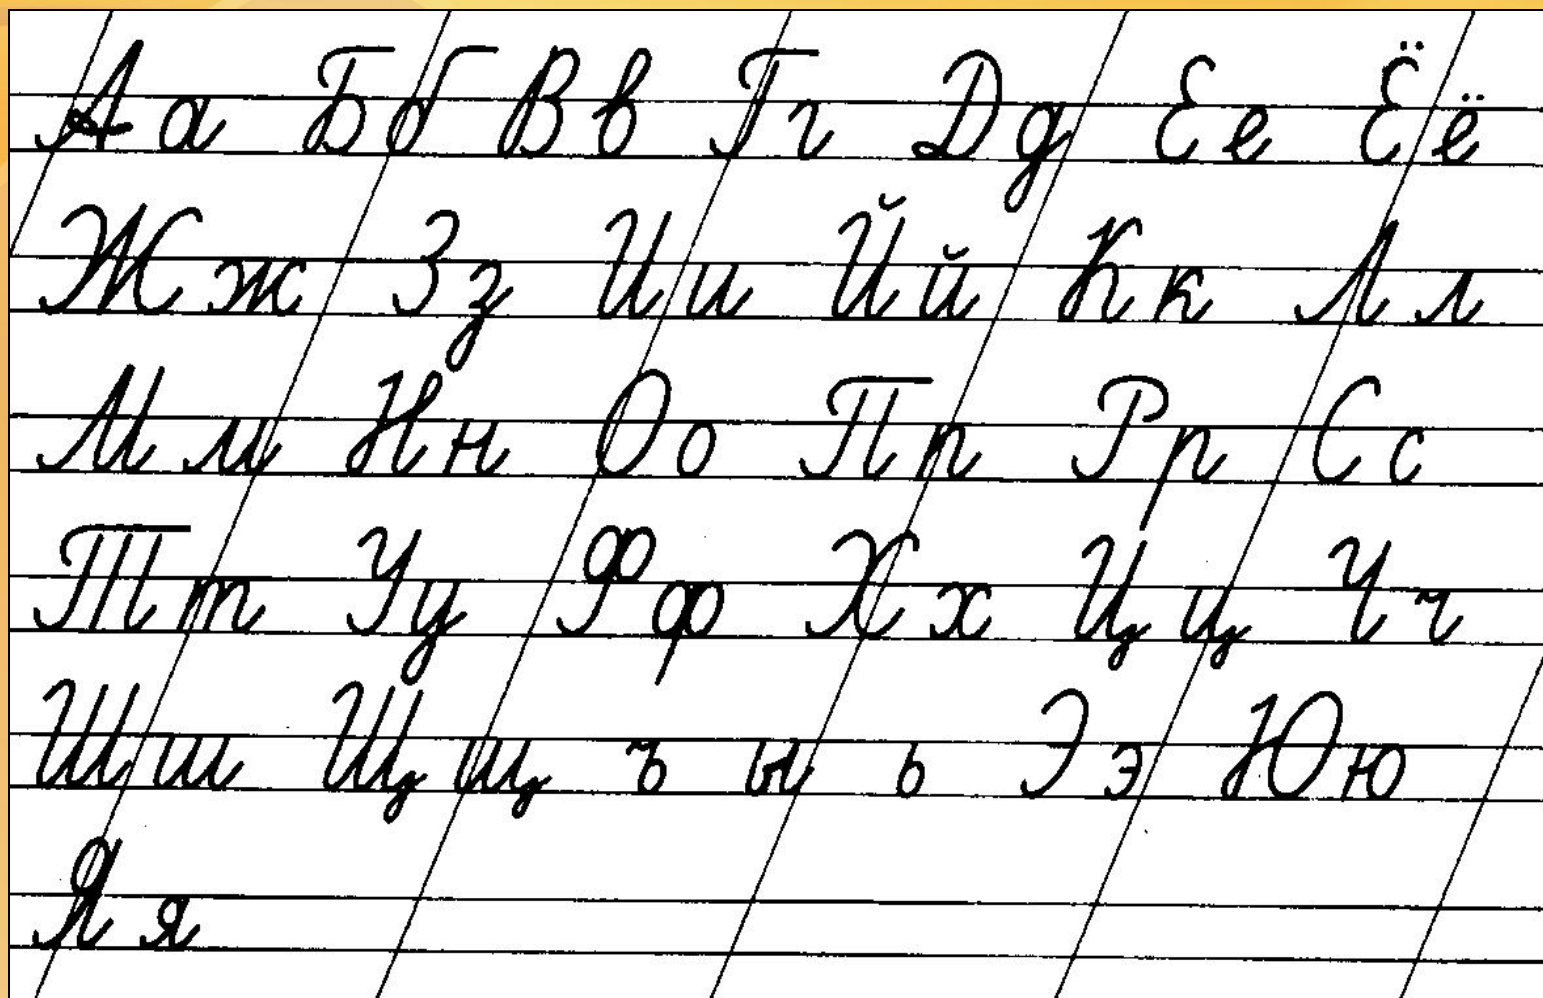 Аа Бб Вв Гг Дд Ее Ёё
Жж Зз Ии Йй Кк Лл
Мм Нн Оо Пп Рр Сс
Тт Уу Фф Хх Цц Чч
Шш Щщ ъ ы ь Ээ Юю
Яя